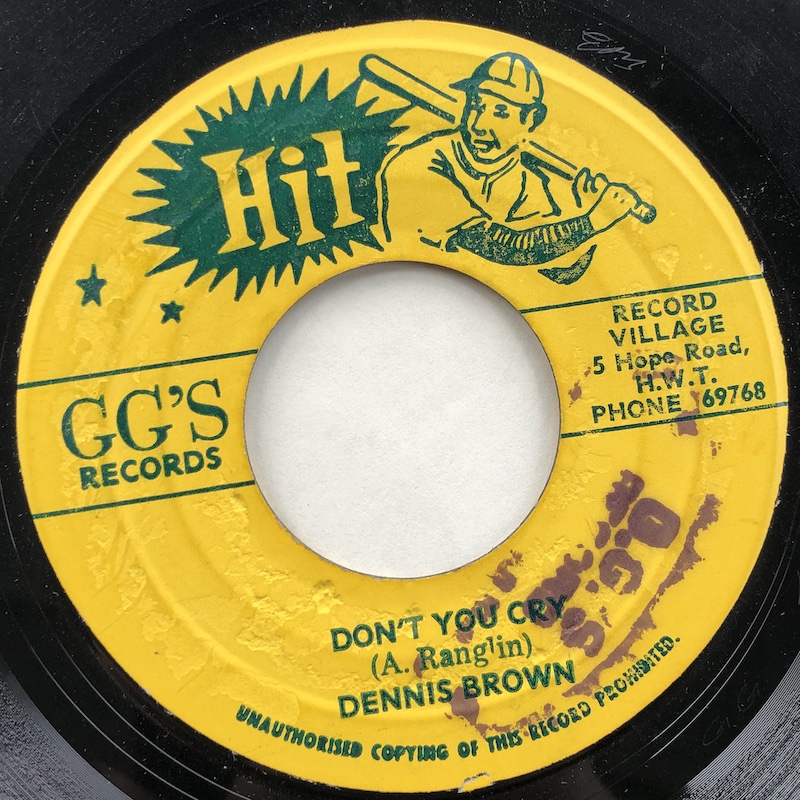 Hit
GG'S
RECORDS
RECORD
VILLAGE
5 Hope Road,
H.W.T.
PHONE 69768
DON'T YOU CRY
(A. Rang'lin)
DENNIS BROWN
UNAUTHORISED COPYING OF THIS RECORD PROHIBITED.